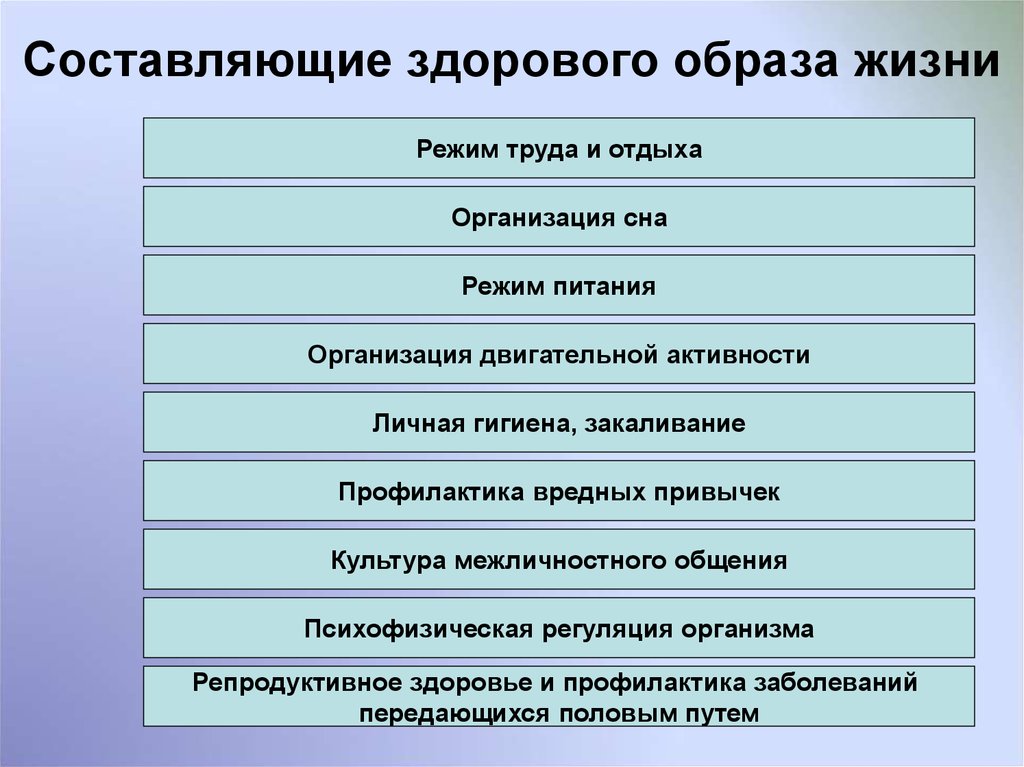 Составляющие здорового образа жизни
Режим труда и отдыха
Организация сна
Режим питания
Организация двигательной активности
Личная гигиена, закаливание
Профилактика вредных привычек
Культура межличностного общения
Психофизическая регуляция организма
Репродуктивное здоровье и профилактика заболеваний
передающихся половым путем